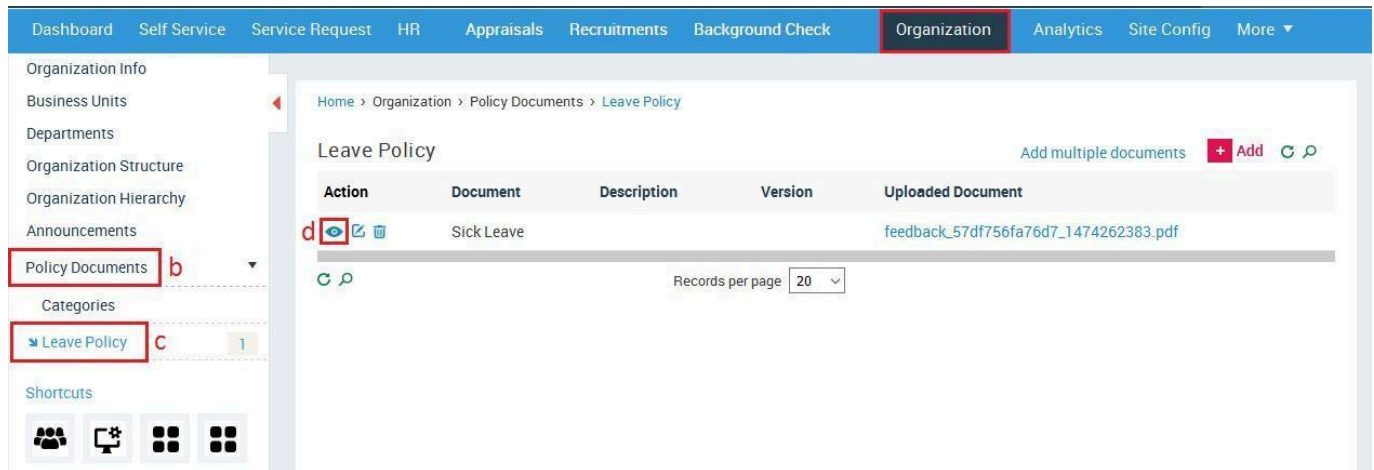 Dashboard Self Service Service Request HR Appraisals Recruitments Background Check Organization Analytics Site Config More ▼
Organization Info
Business Units
Departments
Organization Structure
Organization Hierarchy
Announcements
Policy Documents b
Categories
Leave Policy c 1
Shortcuts
Home › Organization › Policy Documents › Leave Policy
Leave Policy
Add multiple documents + Add
Action Document Description Version Uploaded Document
d Sick Leave feedback_57df756fa76d7_1474262383.pdf
Records per page 20